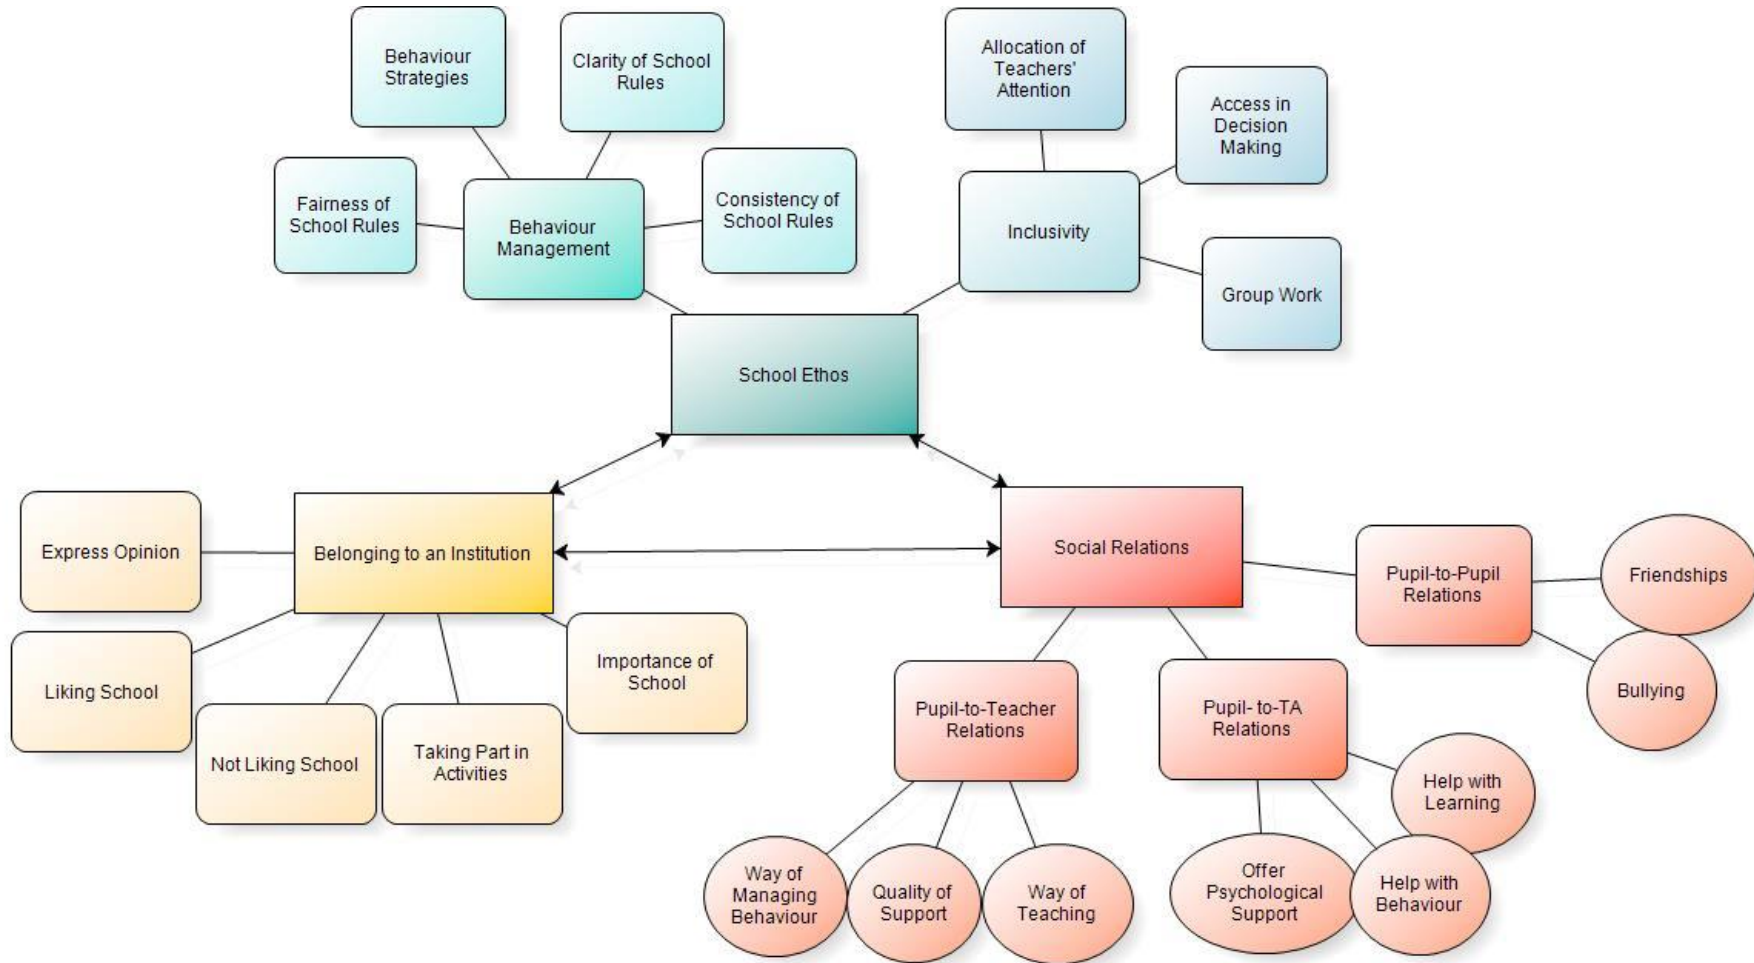 Behaviour
Strategies
Clarity of School
Rules
Fairness of
School Rules
Behaviour
Management
Consistency of
School Rules
Allocation of
Teachers'
Attention
Access in
Decision
Making
Inclusivity
Group Work
School Ethos
Express Opinion
Belonging to an Institution
Liking School
Not Liking School
Taking Part in
Activities
Importance of
School
Social Relations
Pupil-to-Pupil
Relations
Friendships
Bullying
Pupil-to-Teacher
Relations
Pupil- to-TA
Relations
Way of
Managing
Behaviour
Quality of
Support
Way of
Teaching
Offer
Psychological
Support
Help with
Behaviour
Help with
Learning